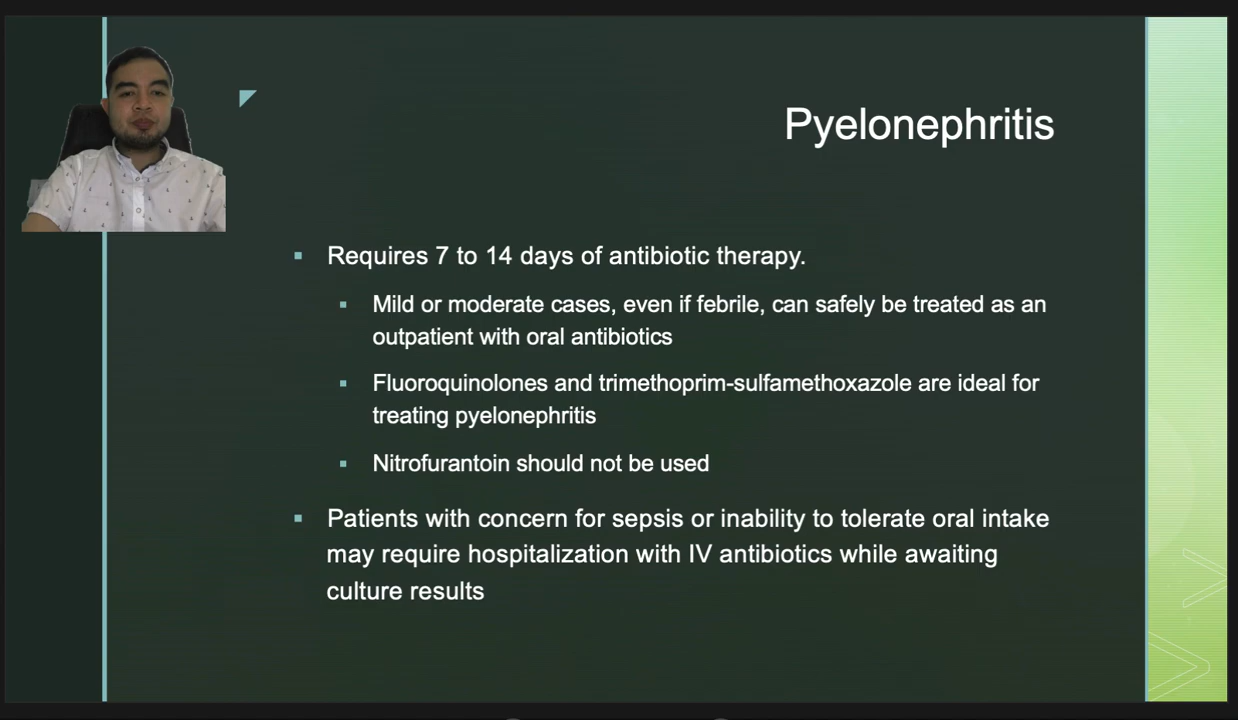 Pyelonephritis
Requires 7 to 14 days of antibiotic therapy.
Mild or moderate cases, even if febrile, can safely be treated as an
outpatient with oral antibiotics
Fluoroquinolones and trimethoprim-sulfamethoxazole are ideal for
treating pyelonephritis
Nitrofurantoin should not be used
Patients with concern for sepsis or inability to tolerate oral intake
may require hospitalization with IV antibiotics while awaiting
culture results